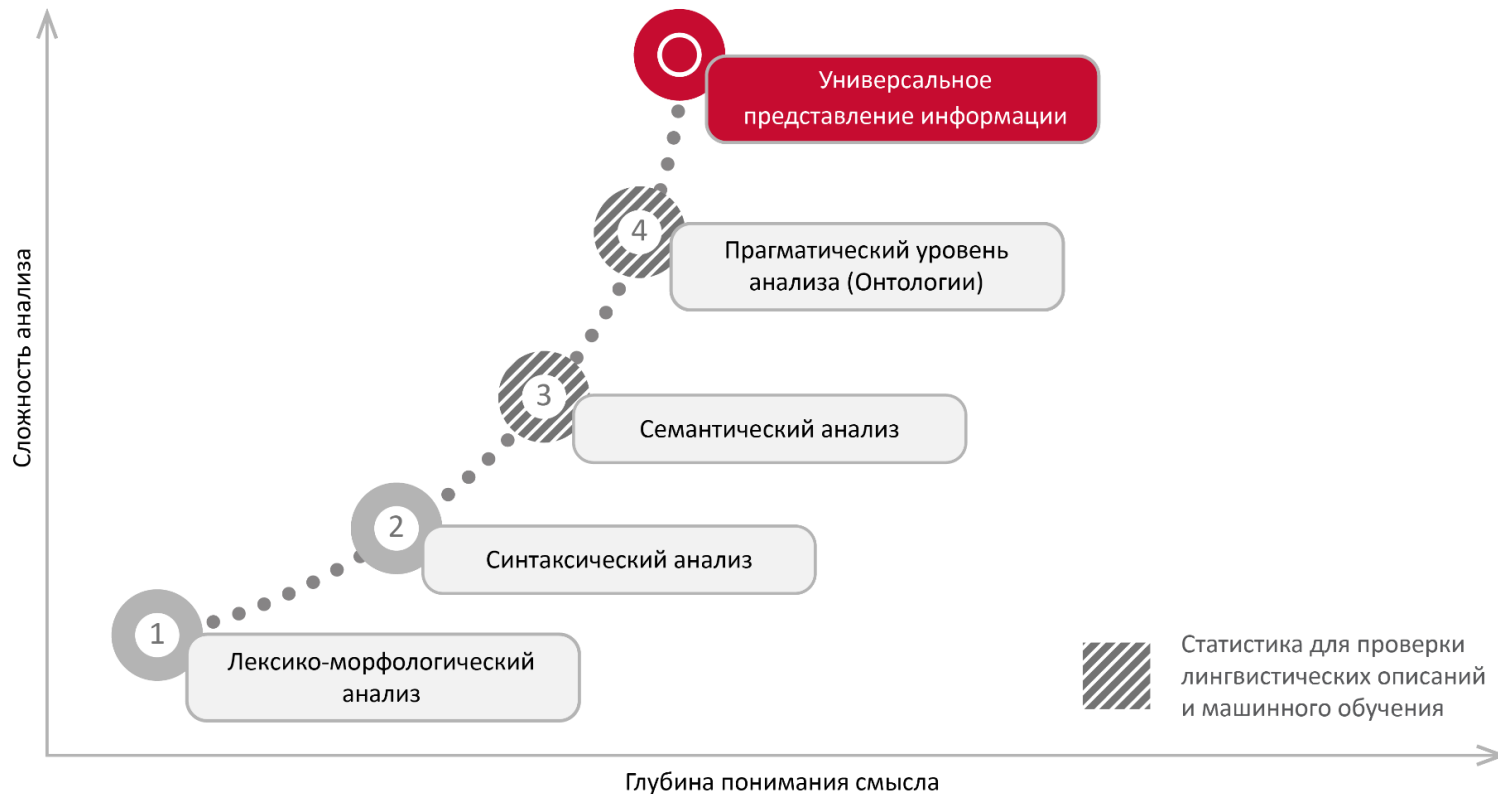 Универсальное
представление информации
4
Прагматический уровень
анализа (Онтологии)
Сложность анализа
3
Семантический анализ
2
Синтаксический анализ
1
Лексико-морфологический
анализ
Статистика для проверки
лингвистических описаний
и машинного обучения
Глубина понимания смысла